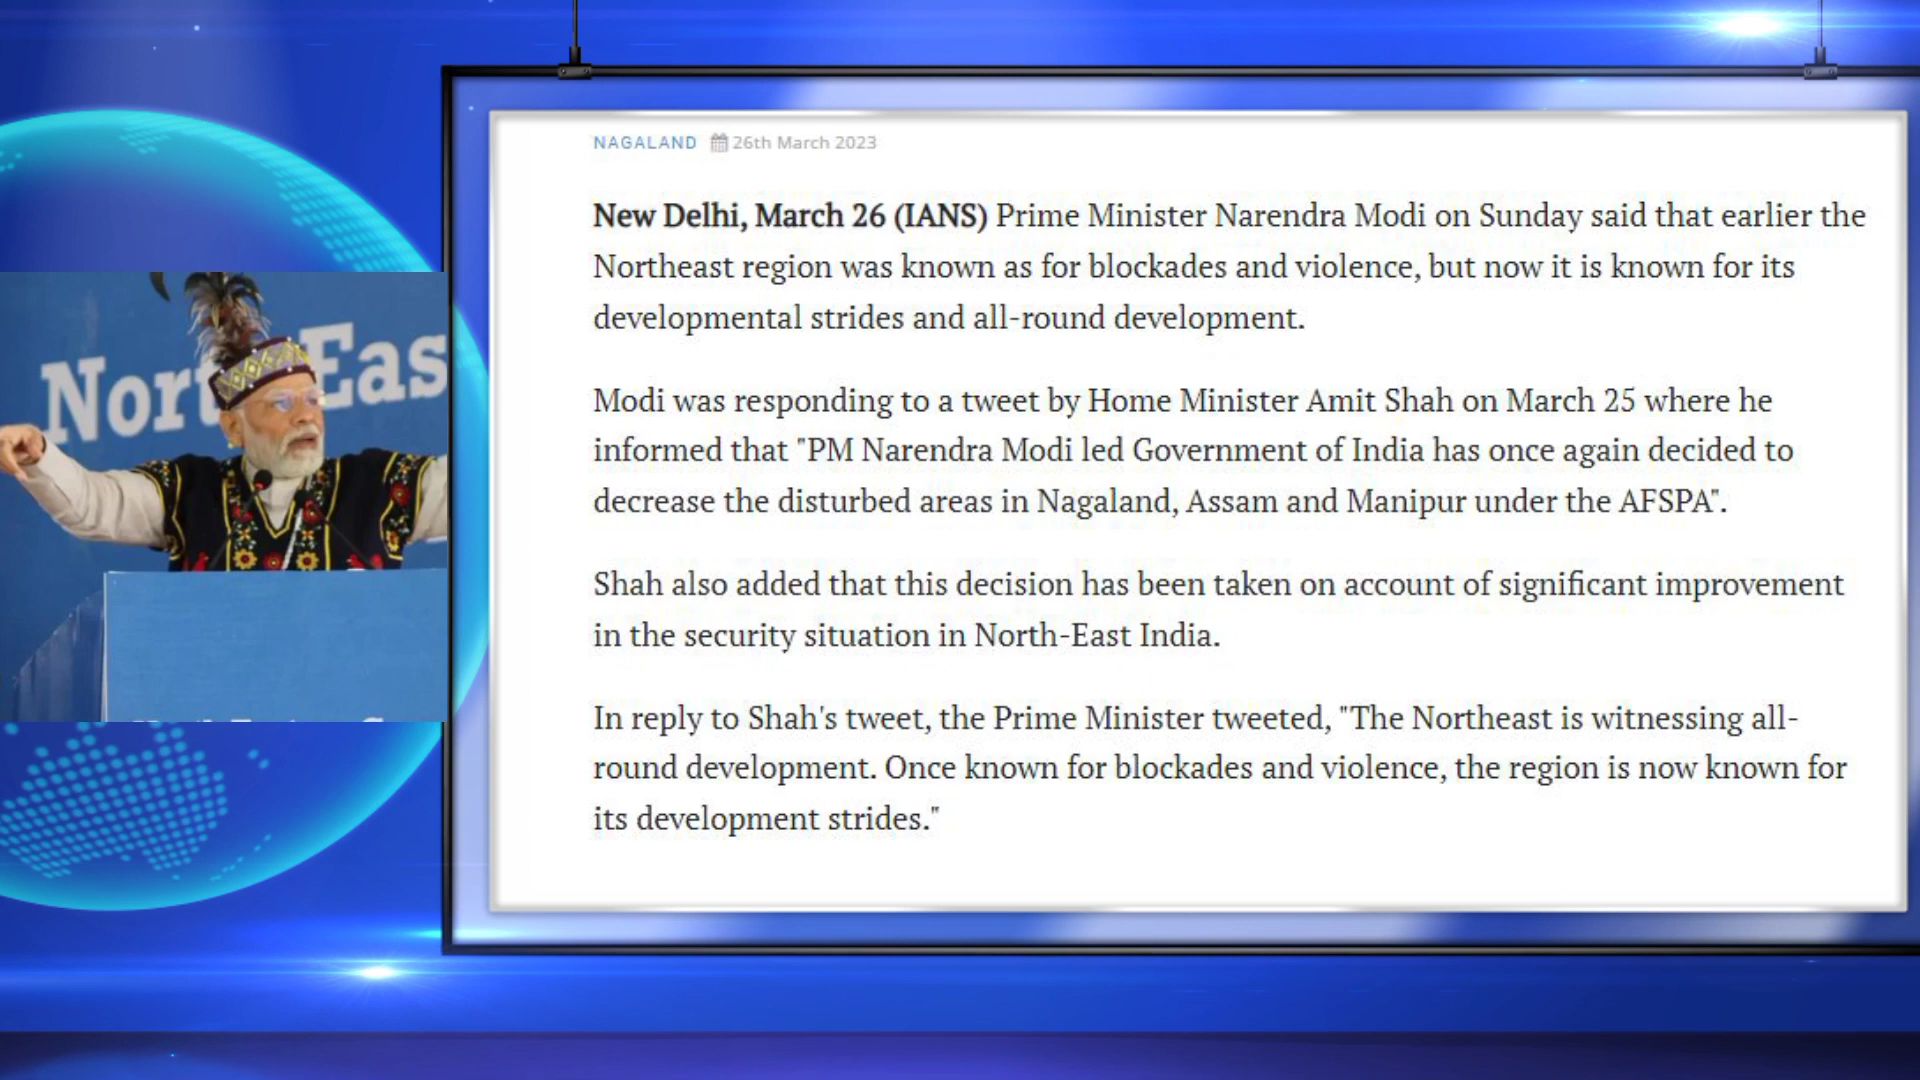 NAGALAND 26th March 2023
New Delhi, March 26 (IANS) Prime Minister Narendra Modi on Sunday said that earlier the
Northeast region was known as for blockades and violence, but now it is known for its
developmental strides and all-round development.
Modi was responding to a tweet by Home Minister Amit Shah on March 25 where he
informed that "PM Narendra Modi led Government of India has once again decided to
decrease the disturbed areas in Nagaland, Assam and Manipur under the AFSPA".
Shah also added that this decision has been taken on account of significant improvement
in the security situation in North-East India.
In reply to Shah's tweet, the Prime Minister tweeted, "The Northeast is witnessing all-
round development. Once known for blockades and violence, the region is now known for
its development strides."